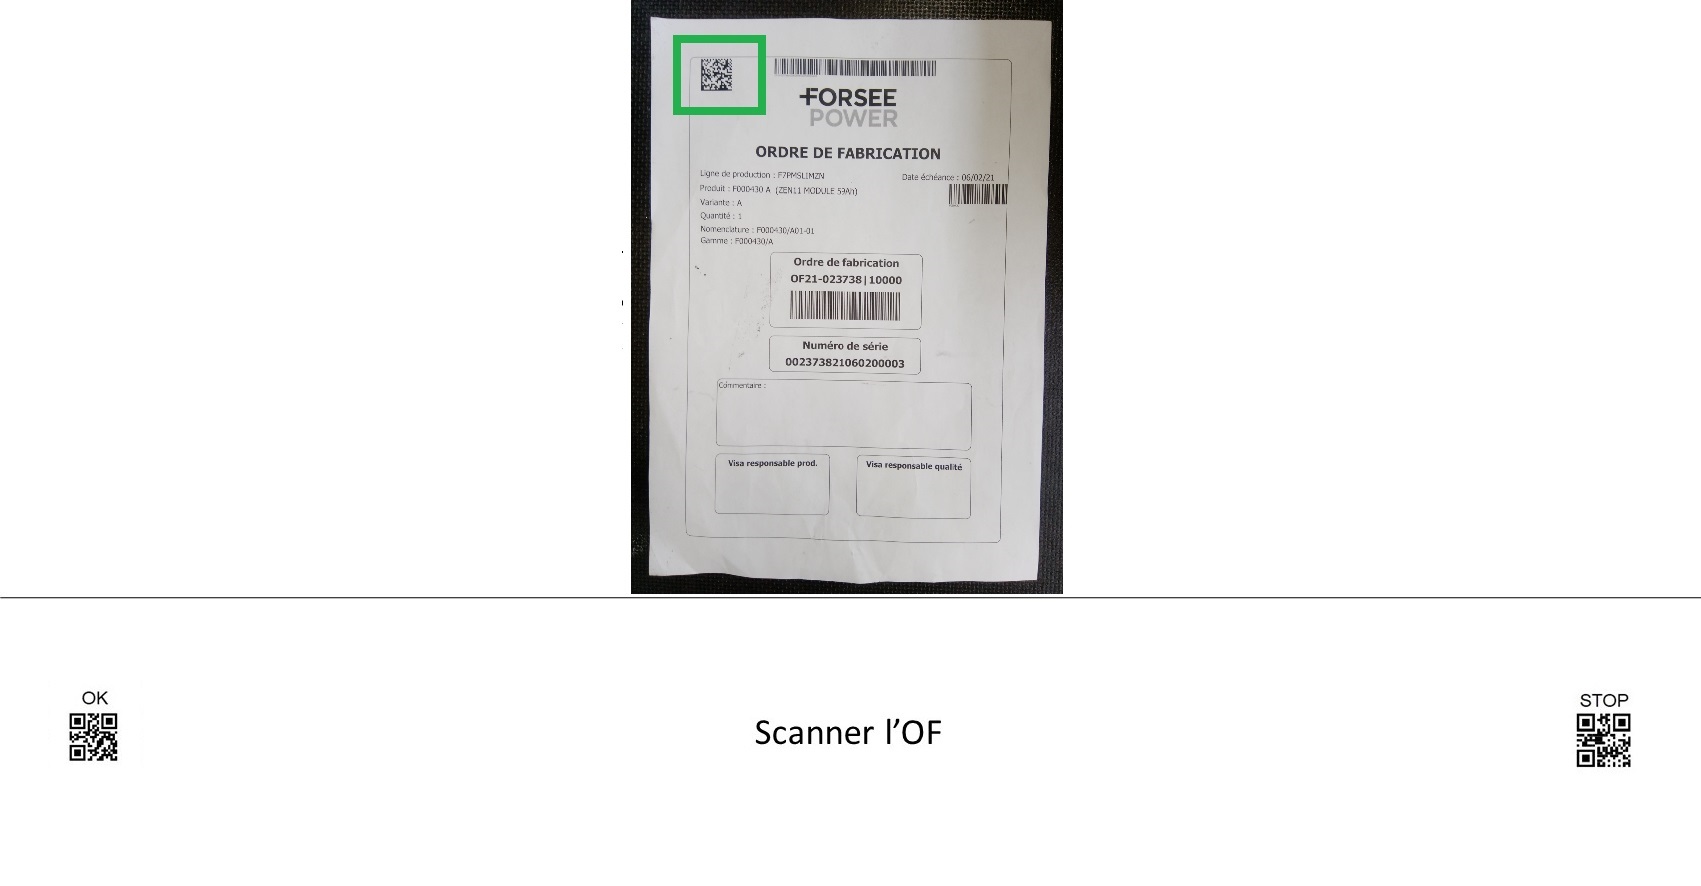 FORSEE
POWER
ORDRE DE FABRICATION
Ligne de production : F7PMSLIMZN
Date échéance : 06/02/21
Produit : F000430 A (ZEN11 MODULE 59Ah)
Variante : A
Quantité : 1
Nomenclature : F000430/A01-01
Gamme : F000430/A
Ordre de fabrication
OF21-023738|10000
Numéro de série
002373821060200003
Commentaire :
Visa responsable prod.
Visa responsable qualité
OK
Scanner l’OF
STOP